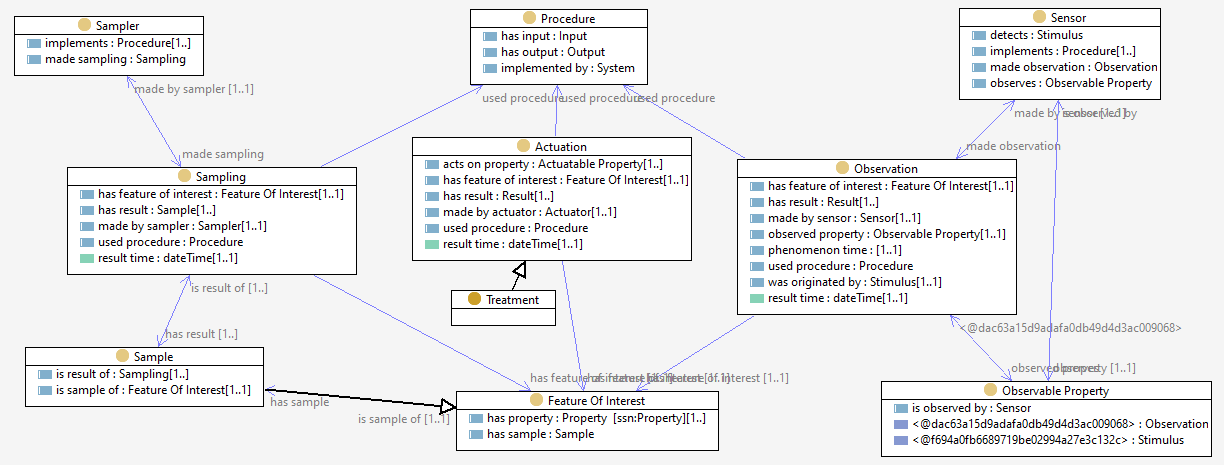 Sampler
implements : Procedure[1..]
made sampling : Sampling
Procedure
has input : Input
has output : Output
implemented by : System
Sensor
detects : Stimulus
implements : Procedure[1..]
made observation : Observation
observes : Observable Property
made by sampler [1..1]
used procedure
used procedure
used procedure
made by
is observed by
made sampling
made observation
Sampling
has feature of interest : Feature Of Interest[1..1]
has result : Sample[1..]
made by sampler : Sampler[1..1]
used procedure : Procedure
result time : dateTime[1..1]
Actuation
acts on property : Actuatable Property[1..]
has feature of interest : Feature Of Interest[1..1]
has result : Result[1..]
made by actuator : Actuator[1..1]
used procedure : Procedure
result time : dateTime[1..1]
Observation
has feature of interest : Feature Of Interest[1..1]
has result : Result[1..]
made by sensor : Sensor[1..1]
observed property : Observable Property[1..1]
phenomenon time : [1..1]
used procedure : Procedure
was originated by : Stimulus[1..1]
result time : dateTime[1..1]
is result of [1..]
Treatment
has result [1..]
<@dac63a15d9adafa0db49d4d3ac009068>
Sample
is result of : Sampling[1..]
is sample of : Feature Of Interest[1..1]
has feature
interest [1..1]
property [1..1]
has sample
is sample of [1..1]
Feature Of Interest
has property : Property [ssn:Property][1..]
has sample : Sample
Observable Property
is observed by : Sensor
<@dac63a15d9adafa0db49d4d3ac009068> : Observation
<@f694a0fb6689719be02994a27e3c132c> : Stimulus